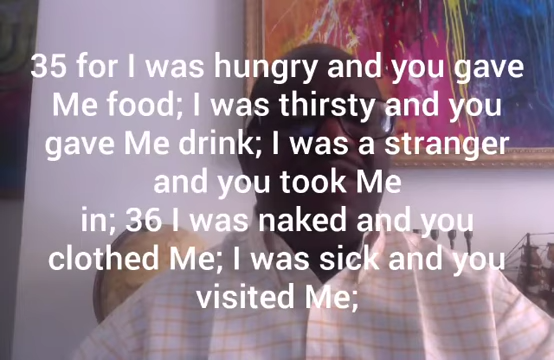 35 for I was hungry and you gave
Me food; I was thirsty and you
gave Me drink; I was a stranger
and you took Me
in; 36 I was naked and you
clothed Me; I was sick and you
visited Me;